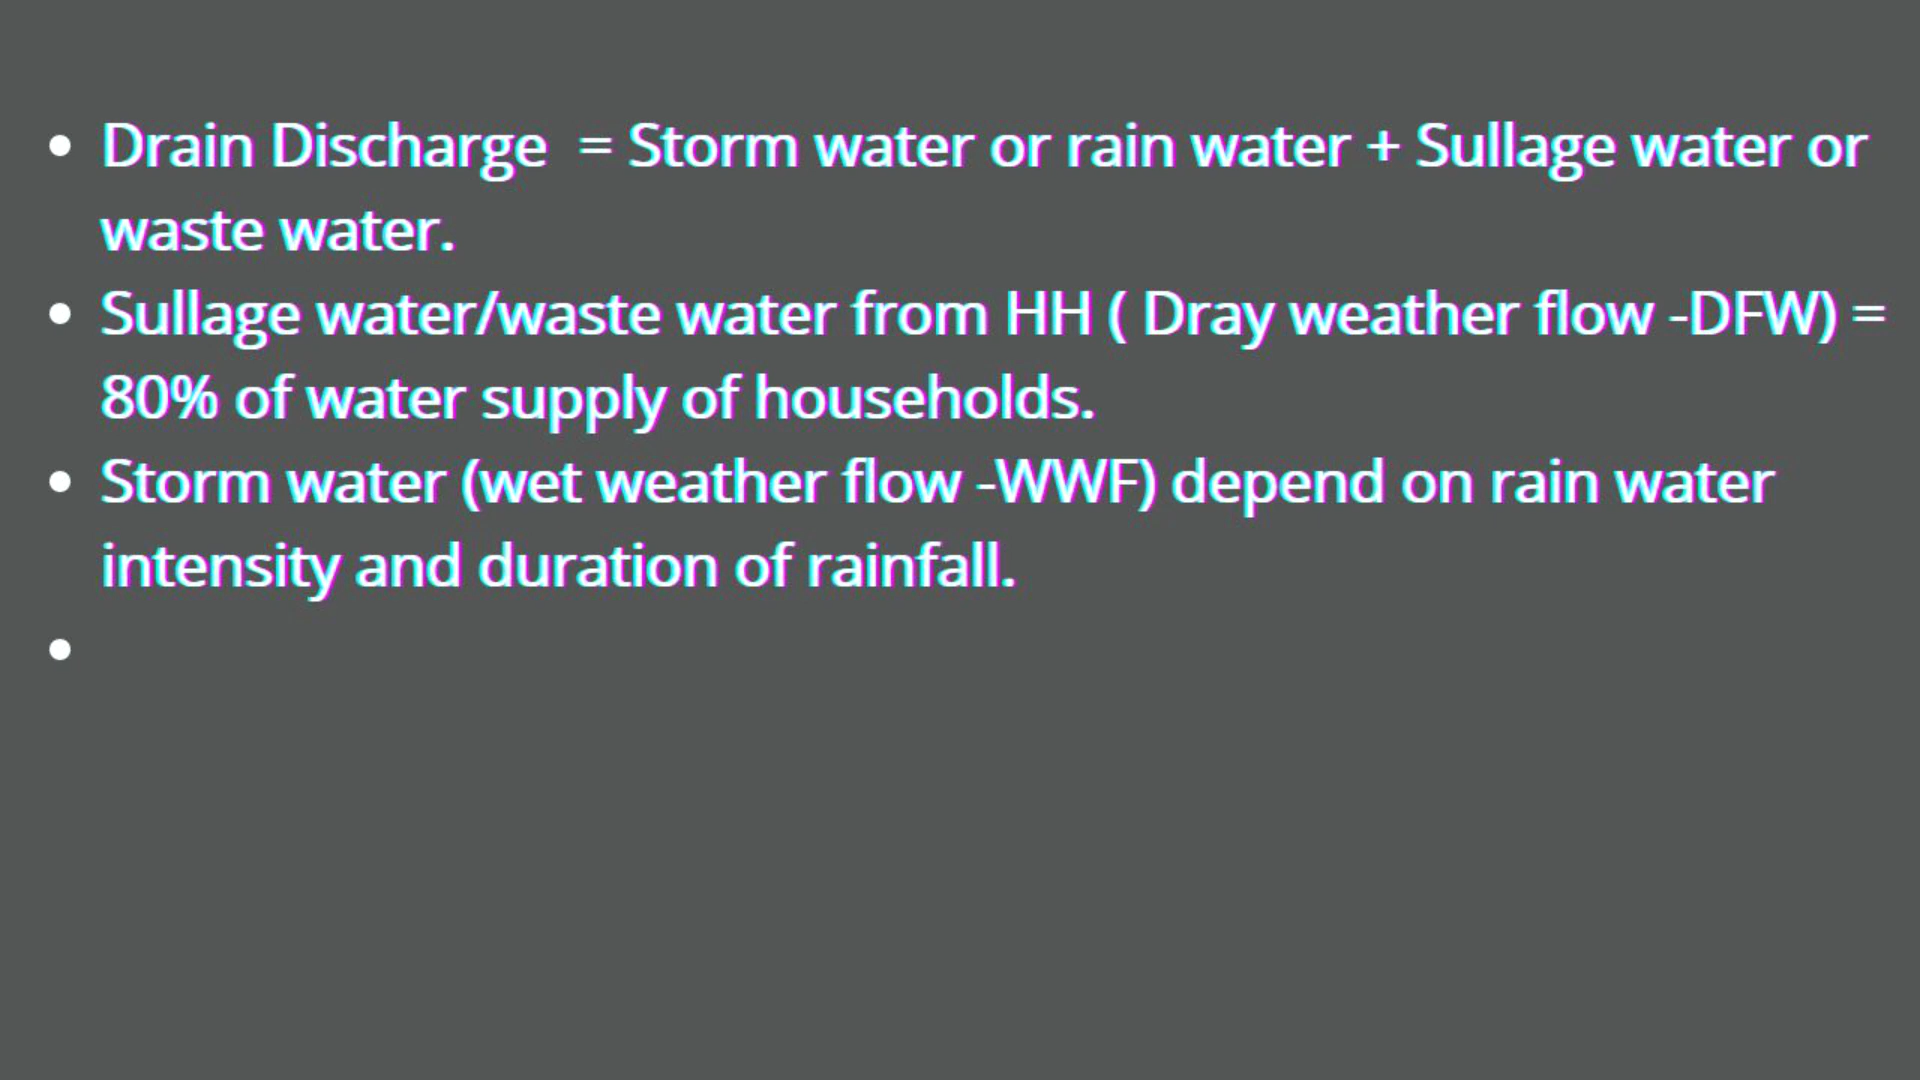 • Drain Discharge  = Storm water or rain water + Sullage water or
waste water.
• Sullage water/waste water from HH ( Dray weather flow -DFW) =
80% of water supply of households.
• Storm water (wet weather flow -WWF) depend on rain water
intensity and duration of rainfall.
•